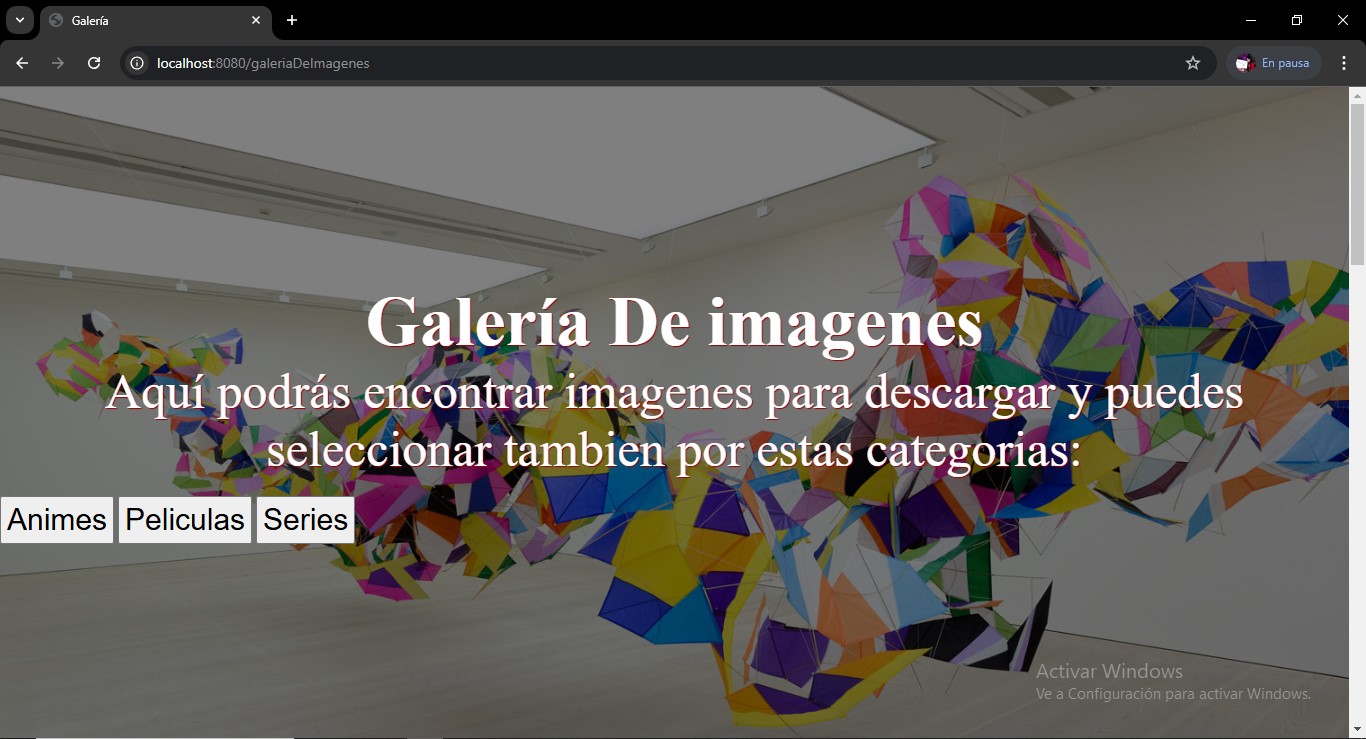 Galería
localhost:8080/galeriaDeImagenes
En pausa
Galería De imagenes
Aquí podrás encontrar imagenes para descargar y puedes
seleccionar tambien por estas categorias:
Animes Peliculas Series
Activar Windows
Ve a Configuración para activar Windows.